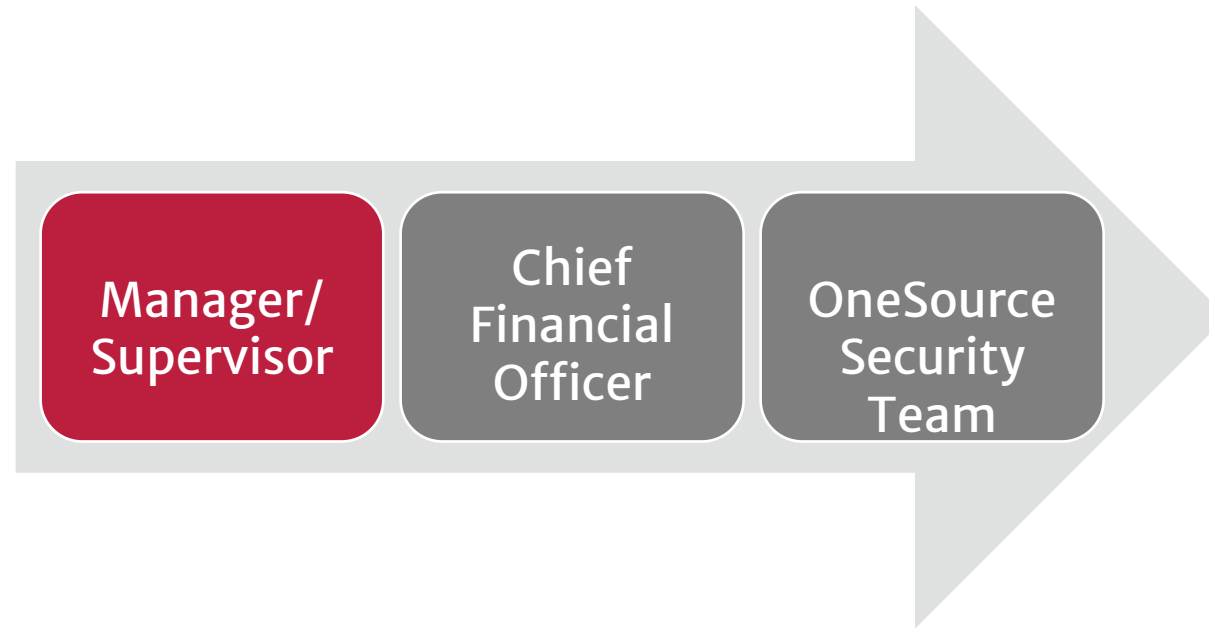 Manager/
Supervisor
Chief
Financial
Officer
OneSource
Security
Team